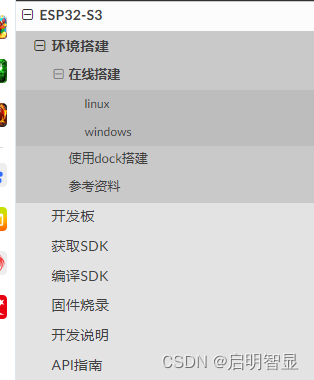 ESP32-S3
环境搭建
在线搭建
linux
windows
使用dock搭建
参考资料
开发板
获取SDK
编译SDK
固件烧录
开发说明
API指南
CSDN @启明智显